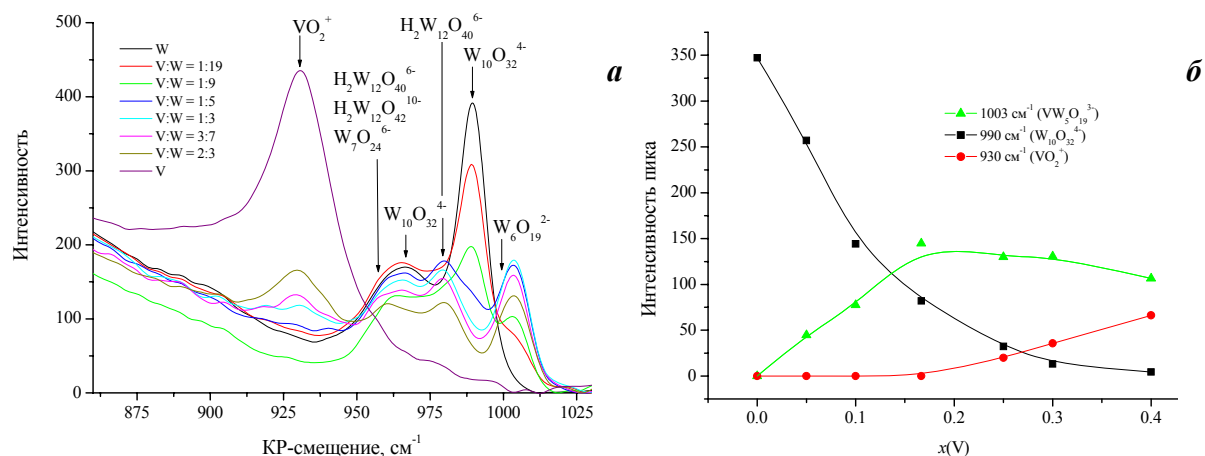 500
400
300
200
100
0
Интенсивность
875
900
925
950
975
1000
1025
КР-смещение, см⁻¹
W
V:W = 1:19
V:W = 1:9
V:W = 1:5
V:W = 1:3
V:W = 3:7
V:W = 2:3
V
VO₂⁺
H₂W₁₂O₄₀⁶⁻
W₁₀O₃₂⁴⁻
H₂W₁₂O₄₀⁶⁻
H₂W₁₂O₄₂¹⁰⁻
W₇O₂₄⁶⁻
W₁₀O₃₂⁴⁻
W₆O₁₉²⁻
а
350
300
250
200
150
100
50
0
Интенсивность пика
0.0
0.1
0.2
0.3
0.4
x(V)
1003 см⁻¹ (VW₅O₁₉³⁻)
990 см⁻¹ (W₁₀O₃₂⁴⁻)
930 см⁻¹ (VO₂⁺)
б